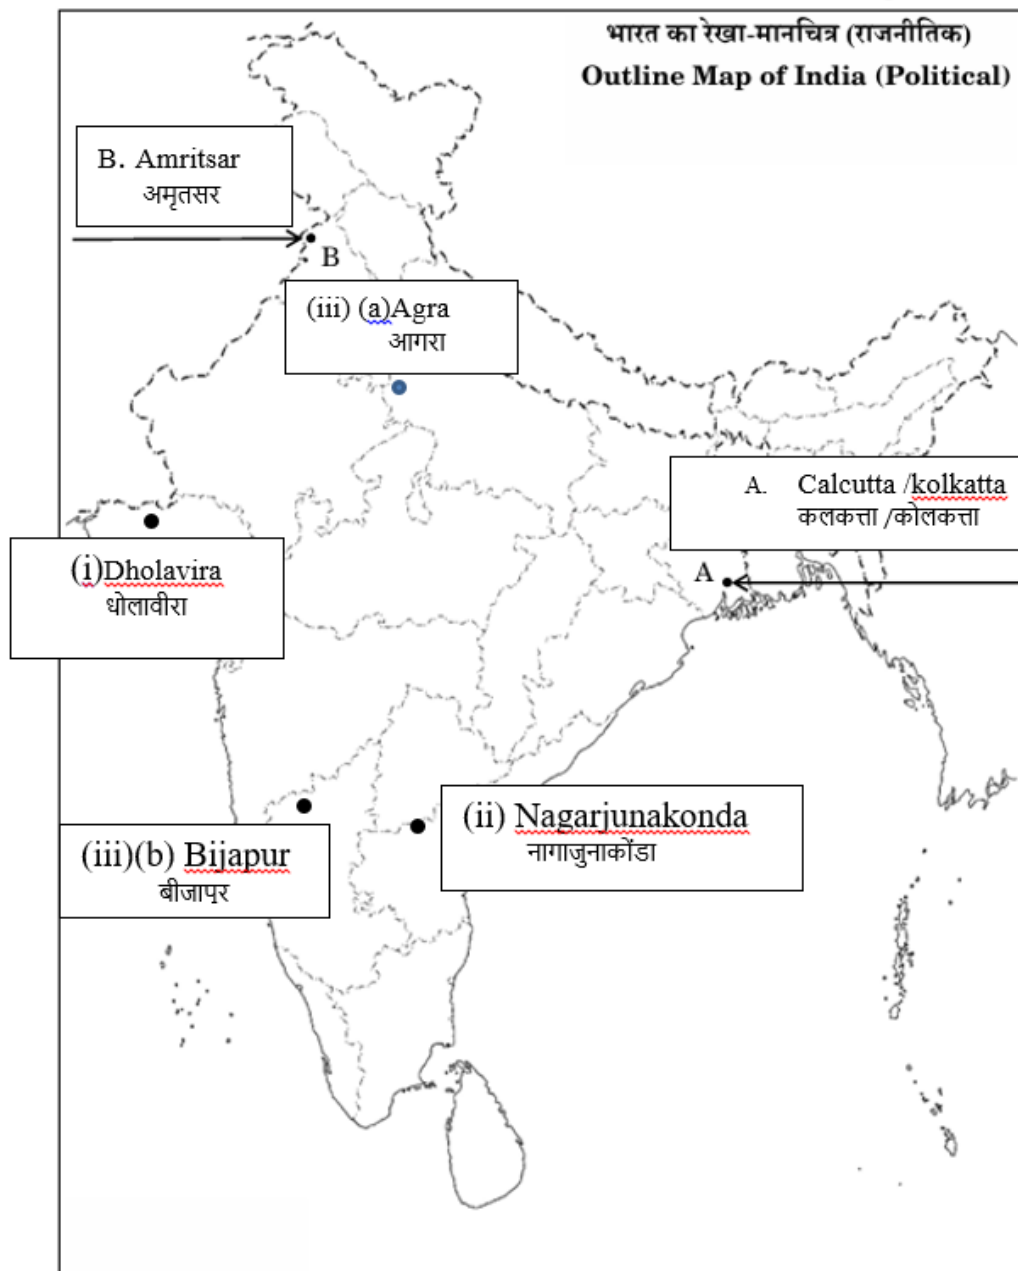 भारत का रेखा-मानचित्र (राजनीतिक)
Outline Map of India (Political)
B. Amritsar
अमृतसर
B
(iii) (a)Agra
आगरा
A. Calcutta /kolkatta
कलकत्ता /कोलकत्ता
A
(i)Dholavira
धोलावीरा
(ii) Nagarjunakonda
नागाजुनाकोंडा
(iii)(b) Bijapur
बीजापुर